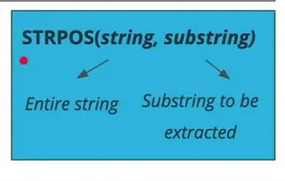 STRPOS(string, substring)
Entire string
Substring to be
extracted